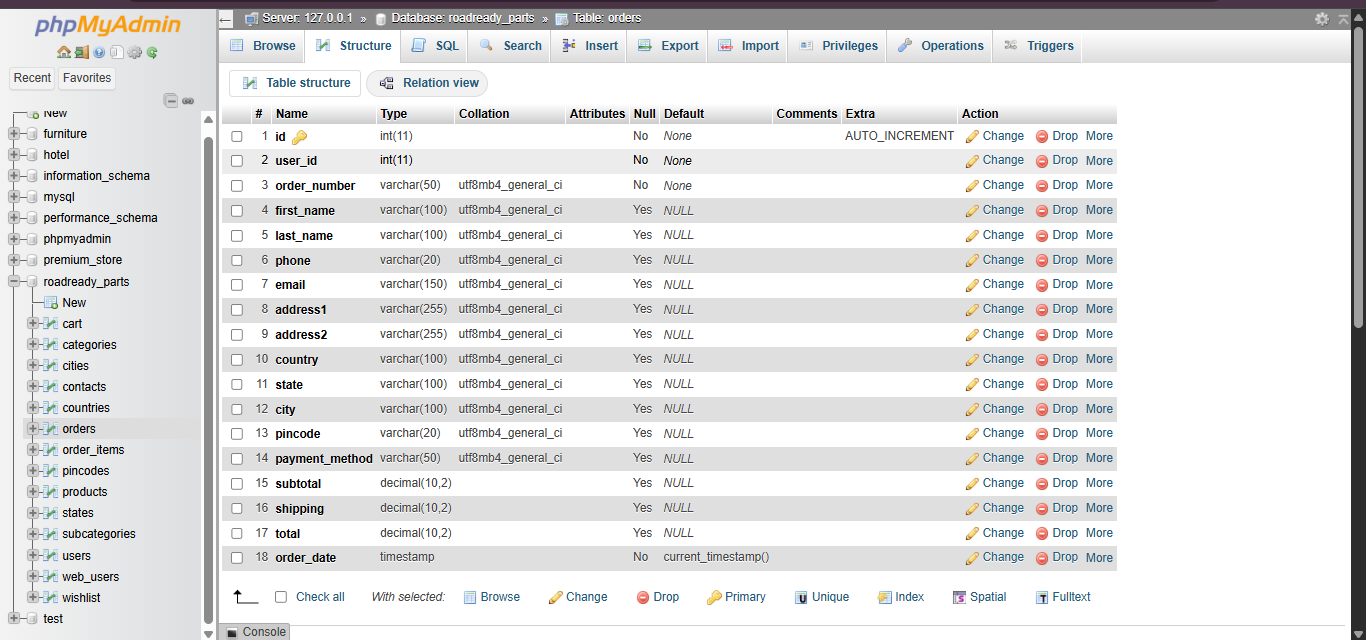 phpMyAdmin
Recent Favorites
New
furniture
hotel
information_schema
mysql
performance_schema
phpmyadmin
premium_store
roadready_parts
New
cart
categories
cities
contacts
countries
orders
order_items
pincodes
products
states
subcategories
users
web_users
wishlist
test
Server: 127.0.0.1 » Database: roadready_parts » Table: orders
Browse Structure SQL Search Insert Export Import Privileges Operations Triggers
Table structure Relation view
# Name Type Collation Attributes Null Default Comments Extra Action
1 id int(11) No None AUTO_INCREMENT Change Drop More
2 user_id int(11) No None Change Drop More
3 order_number varchar(50) utf8mb4_general_ci No None Change Drop More
4 first_name varchar(100) utf8mb4_general_ci Yes NULL Change Drop More
5 last_name varchar(100) utf8mb4_general_ci Yes NULL Change Drop More
6 phone varchar(20) utf8mb4_general_ci Yes NULL Change Drop More
7 email varchar(150) utf8mb4_general_ci Yes NULL Change Drop More
8 address1 varchar(255) utf8mb4_general_ci Yes NULL Change Drop More
9 address2 varchar(255) utf8mb4_general_ci Yes NULL Change Drop More
10 country varchar(100) utf8mb4_general_ci Yes NULL Change Drop More
11 state varchar(100) utf8mb4_general_ci Yes NULL Change Drop More
12 city varchar(100) utf8mb4_general_ci Yes NULL Change Drop More
13 pincode varchar(20) utf8mb4_general_ci Yes NULL Change Drop More
14 payment_method varchar(50) utf8mb4_general_ci Yes NULL Change Drop More
15 subtotal decimal(10,2) Yes NULL Change Drop More
16 shipping decimal(10,2) Yes NULL Change Drop More
17 total decimal(10,2) Yes NULL Change Drop More
18 order_date timestamp No current_timestamp() Change Drop More
Check all With selected: Browse Change Drop Primary Unique Index Spatial Fulltext
Console